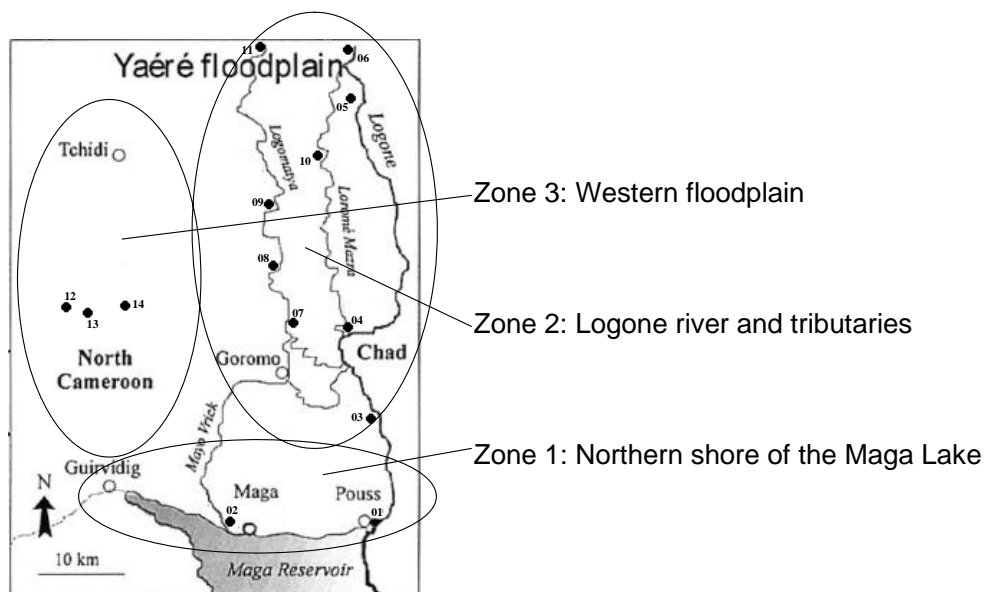 11
06
Yaéré floodplain
05
Logone
Logomatya
Tchidi
10
Loromé Mazra
Zone 3: Western floodplain
09
08
12
14
13
07
04
Zone 2: Logone river and tributaries
North
Cameroon
Goromo
Chad
03
Mayo Vrick
Zone 1: Northern shore of the Maga Lake
Guirvidig
N
Maga
Pouss
02
01
10 km
Maga Reservoir